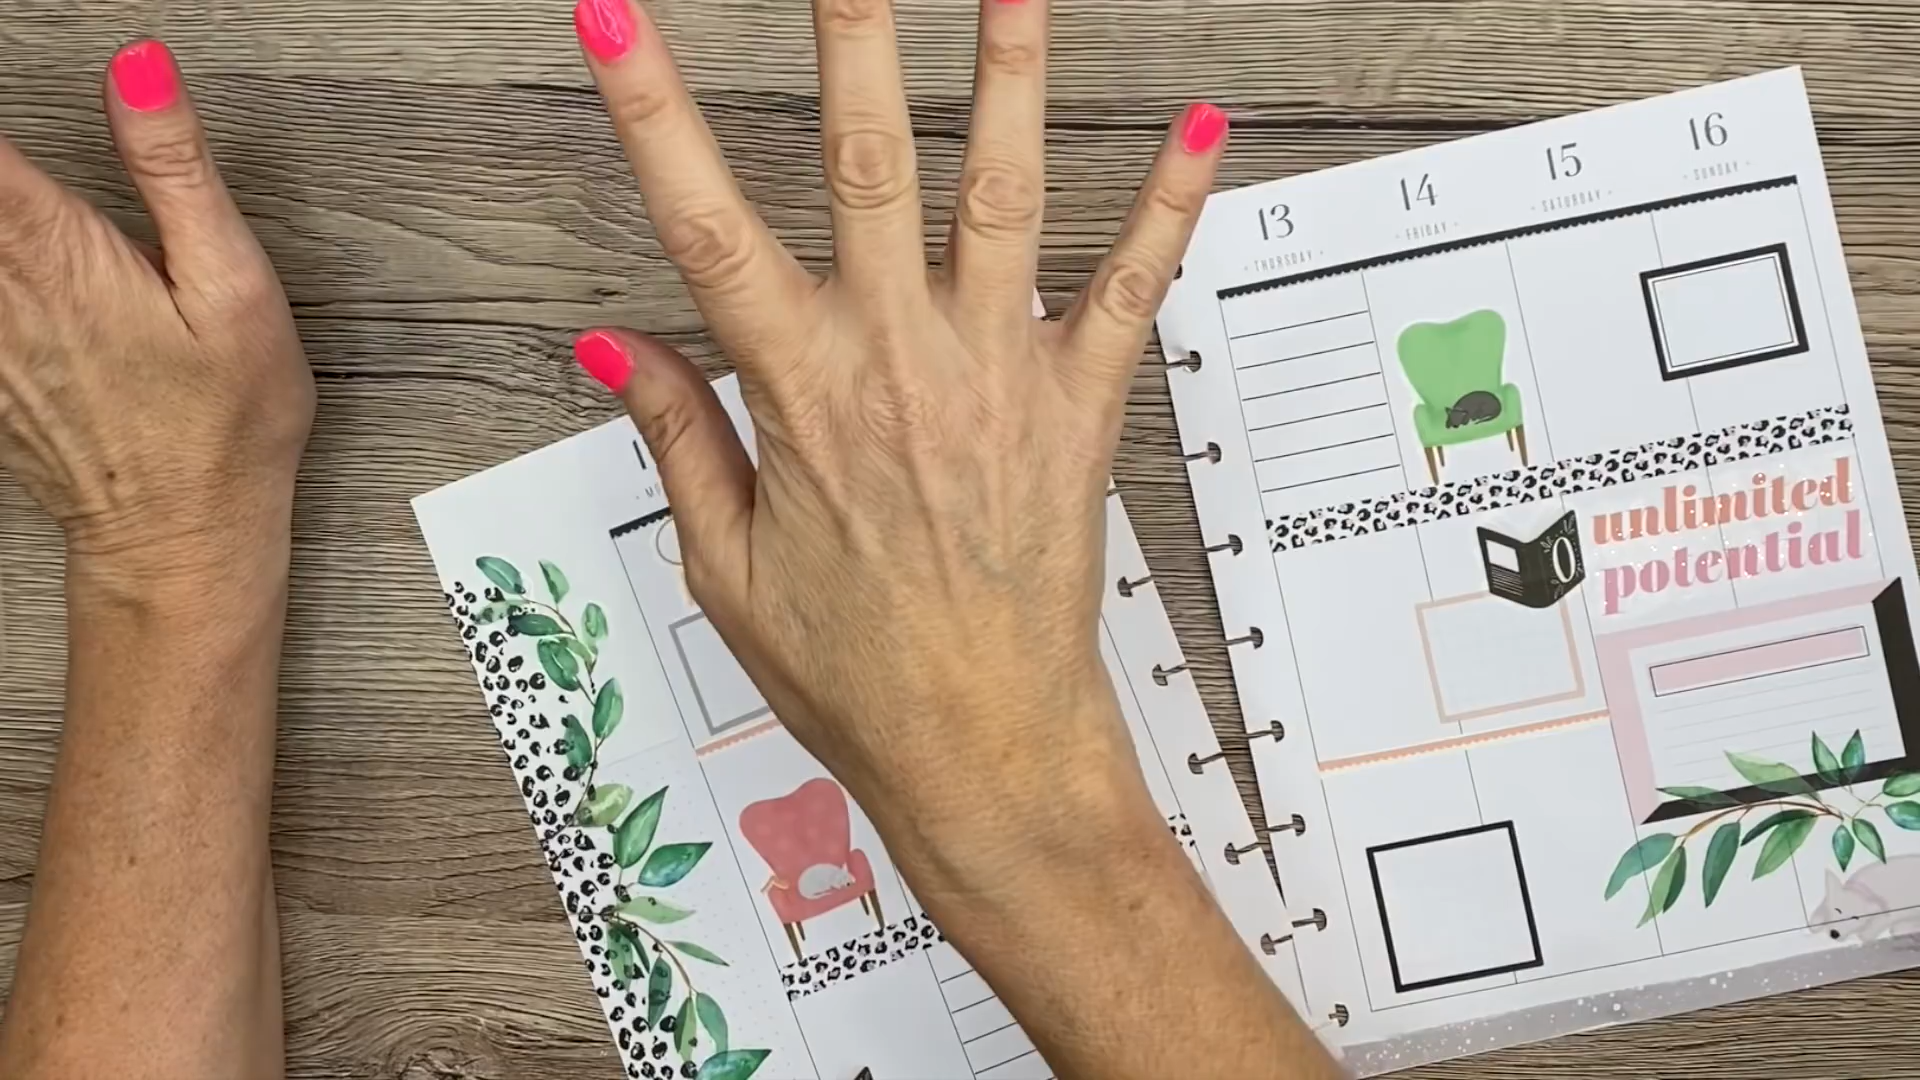 13
THURSDAY
14
FRIDAY
15
SATURDAY
16
SUNDAY
unlimited
potential